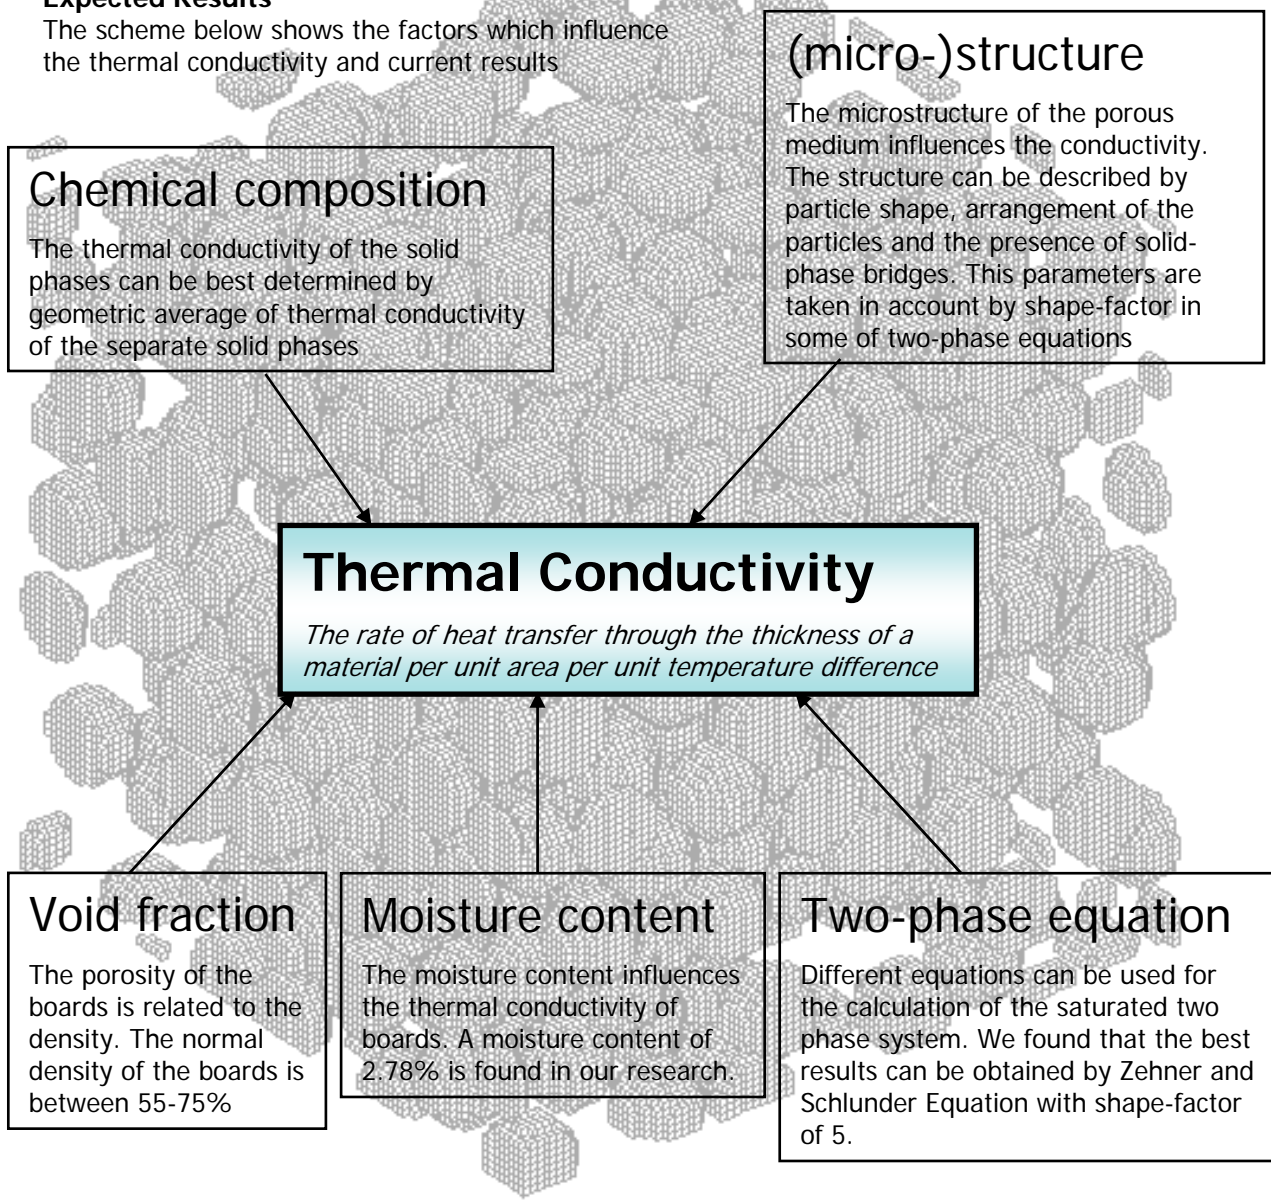 Expected Results
The scheme below shows the factors which influence
the thermal conductivity and current results
(micro-)structure
The microstructure of the porous
medium influences the conductivity.
The structure can be described by
particle shape, arrangement of the
particles and the presence of solid-
phase bridges. This parameters are
taken in account by shape-factor in
some of two-phase equations
Chemical composition
The thermal conductivity of the solid
phases can be best determined by
geometric average of thermal conductivity
of the separate solid phases
Thermal Conductivity
The rate of heat transfer through the thickness of a
material per unit area per unit temperature difference
Void fraction
The porosity of the
boards is related to the
density. The normal
density of the boards is
between 55-75%
Moisture content
The moisture content influences
the thermal conductivity of
boards. A moisture content of
2.78% is found in our research.
Two-phase equation
Different equations can be used for
the calculation of the saturated two
phase system. We found that the best
results can be obtained by Zehner and
Schlunder Equation with shape-factor
of 5.